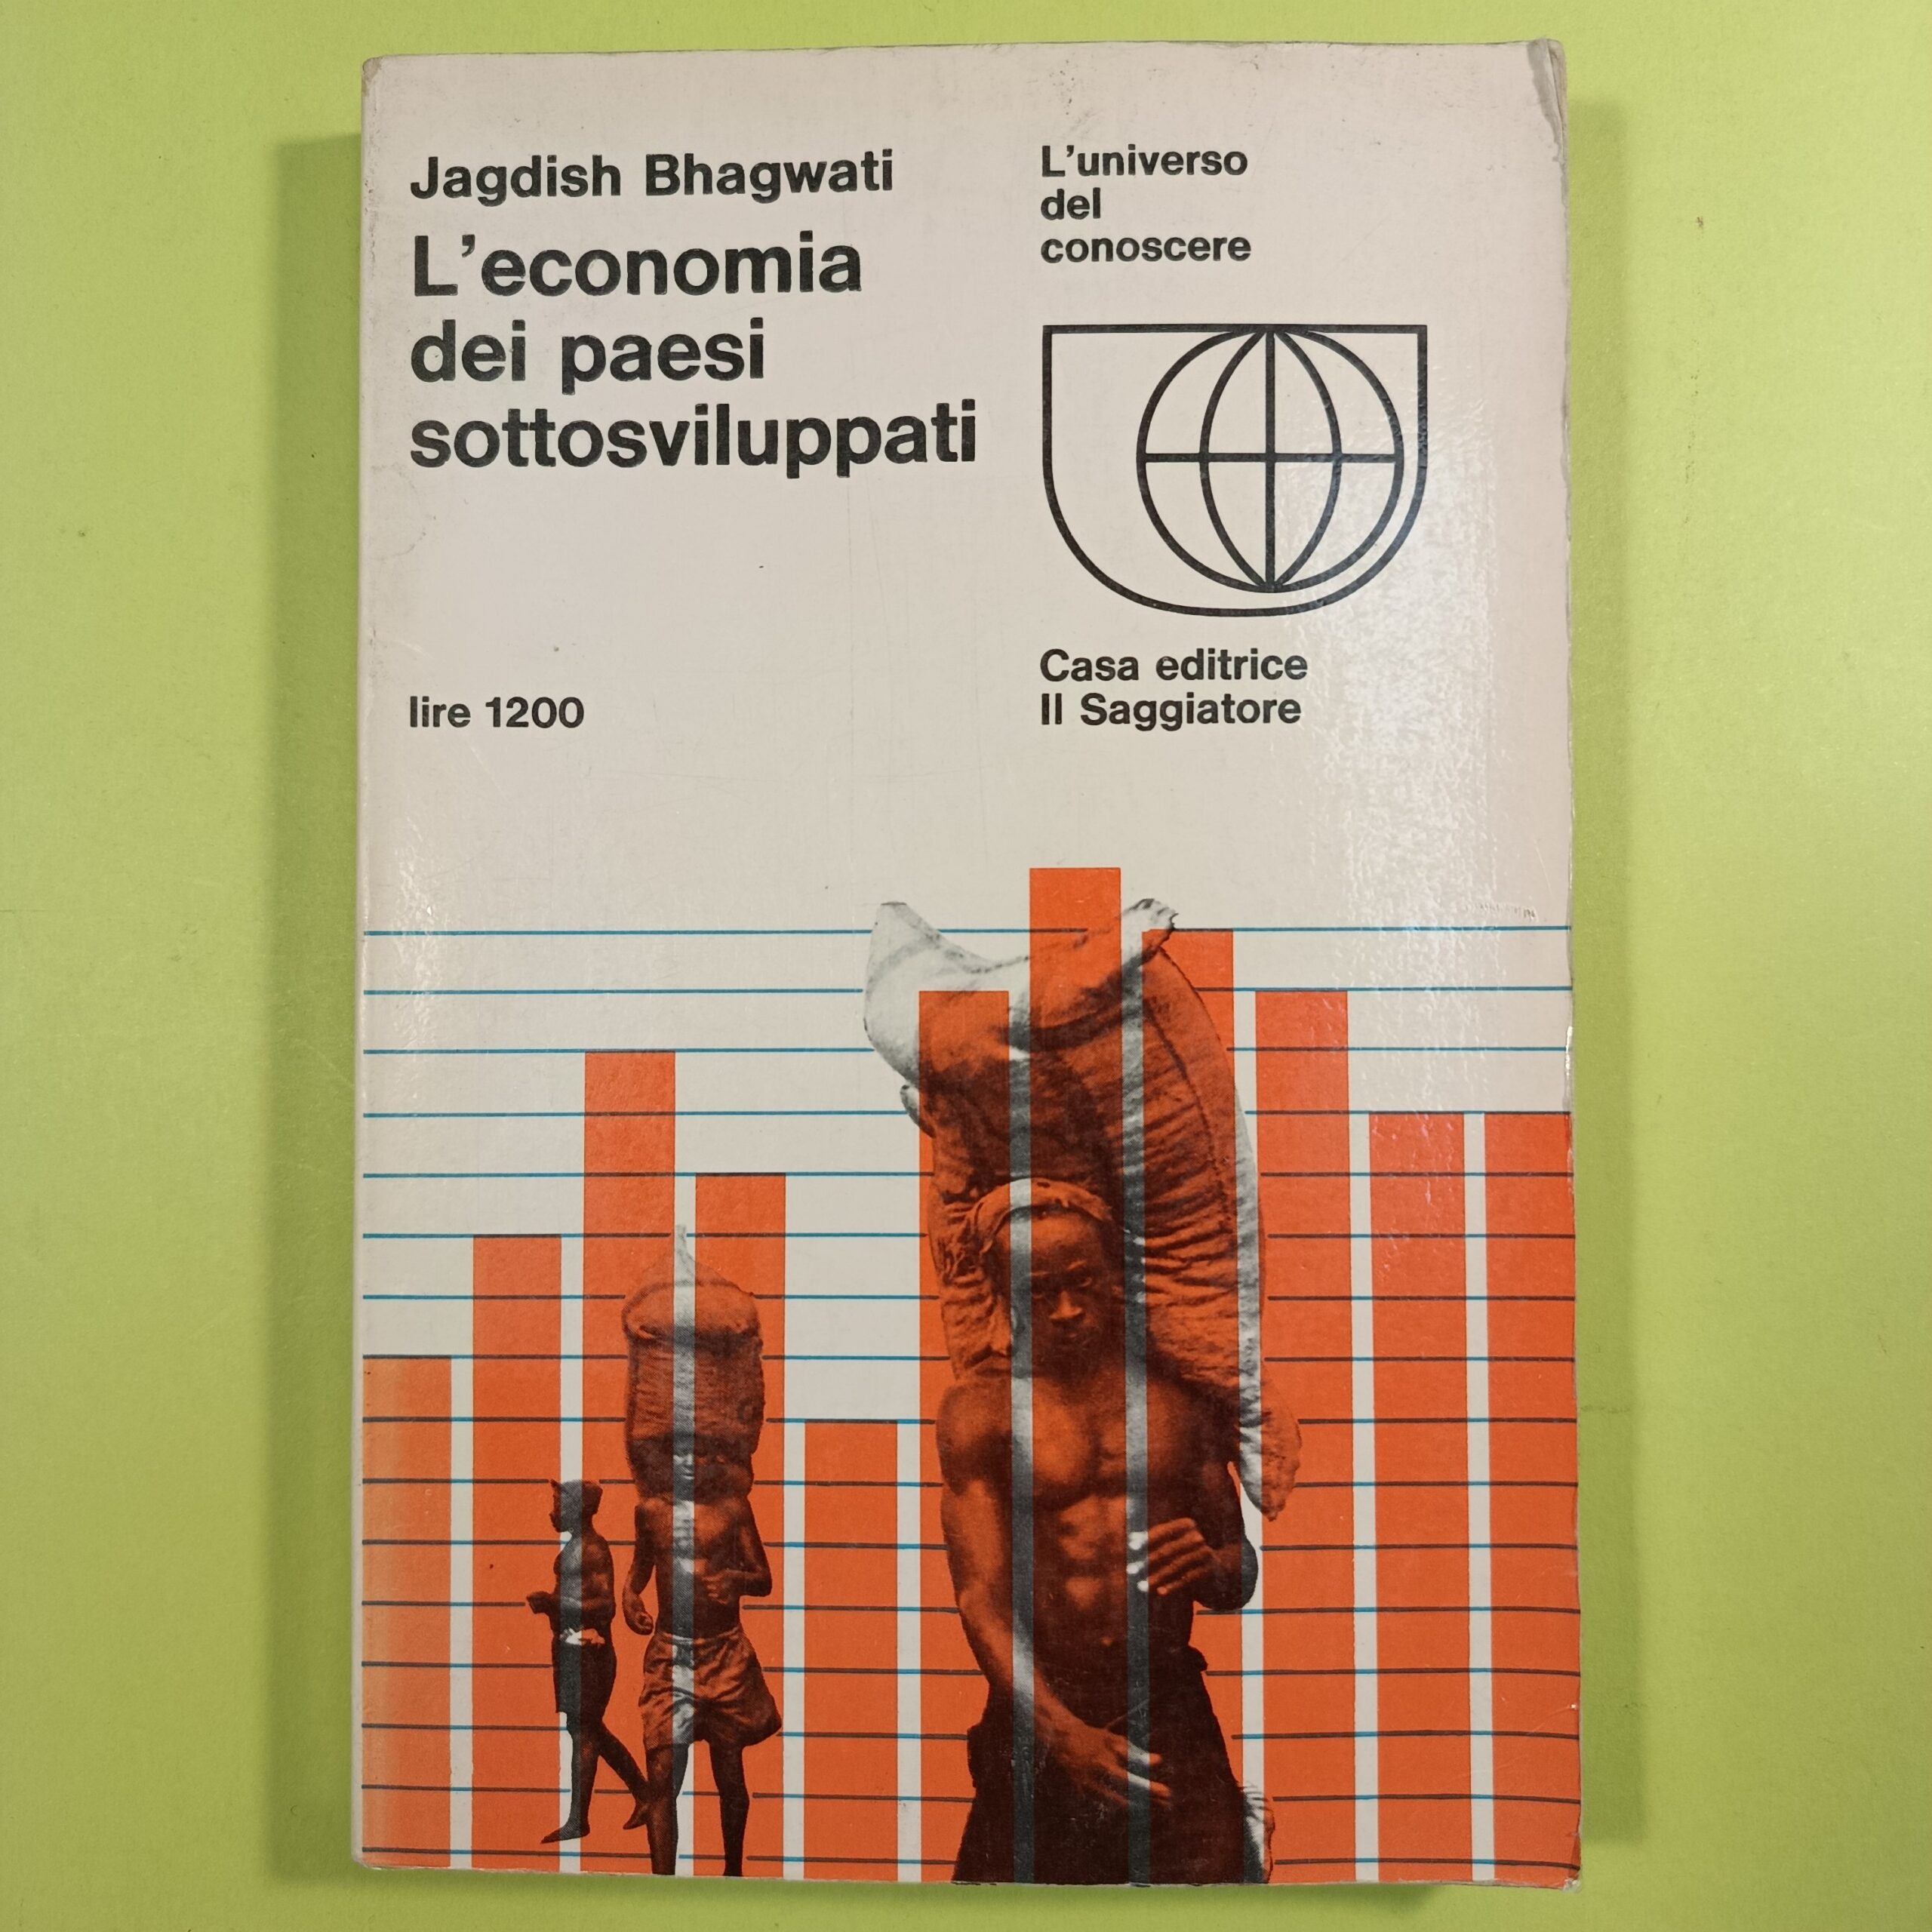 Jagdish Bhagwati
L'economia
dei paesi
sottosviluppati
lire 1200
L'universo
del
conoscere
Casa editrice
Il Saggiatore